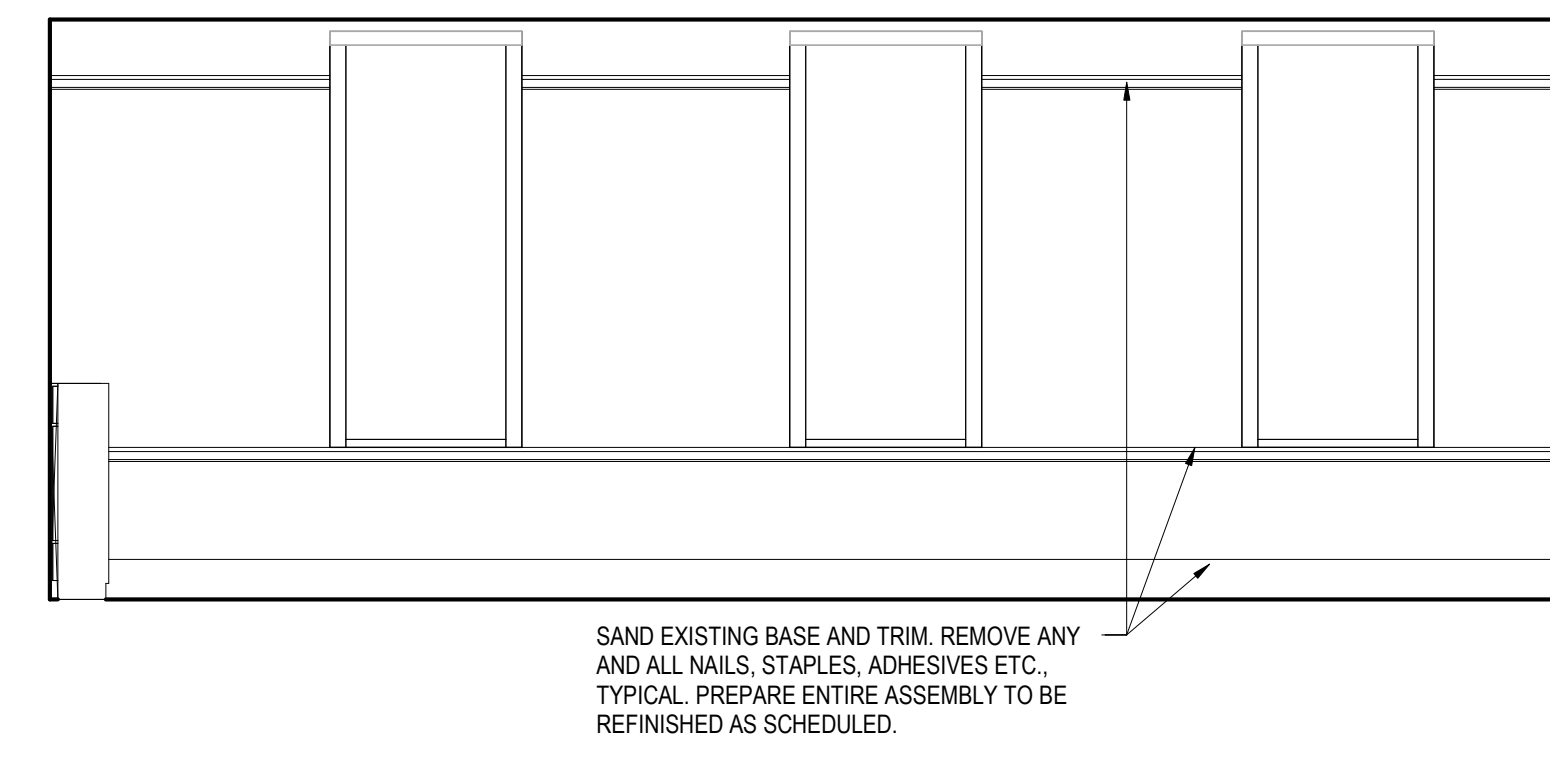 SAND EXISTING BASE AND TRIM. REMOVE ANY
AND ALL NAILS, STAPLES, ADHESIVES ETC.,
TYPICAL. PREPARE ENTIRE ASSEMBLY TO BE
REFINISHED AS SCHEDULED.